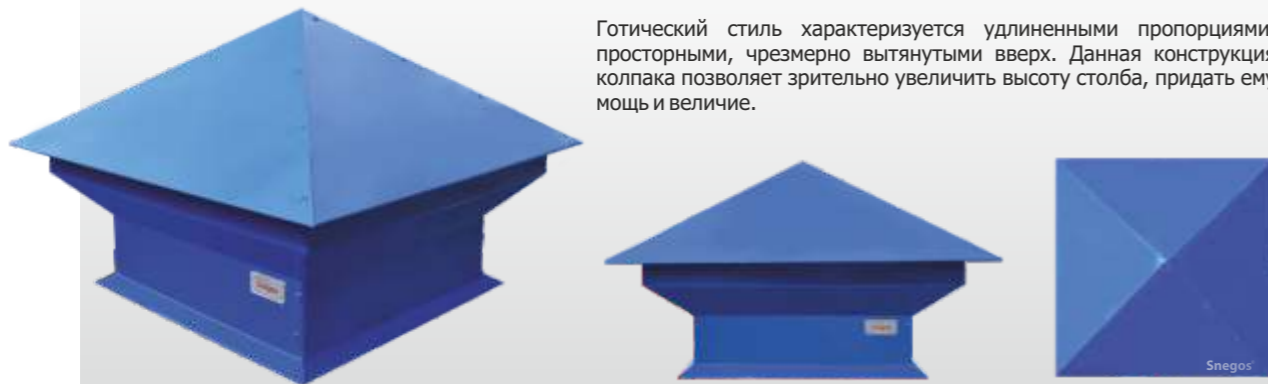 Готический стиль характеризуется удлиненными пропорциями
просторными, чрезмерно вытянутыми вверх. Данная конструкция
колпака позволяет зрительно увеличить высоту столба, придать ему
мощь и величие.
Snegos